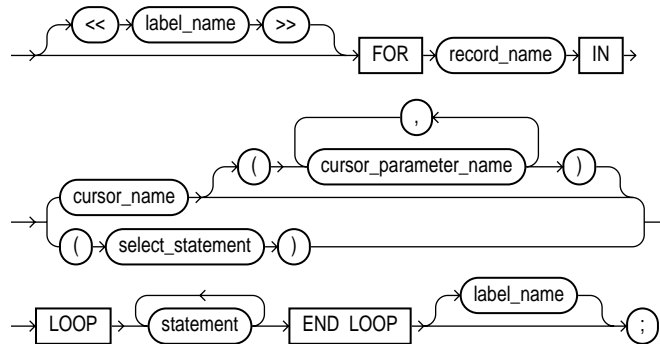 << label_name >>
FOR record_name IN
,
( cursor_parameter_name )
cursor_name
( select_statement )
label_name
LOOP statement END LOOP ;